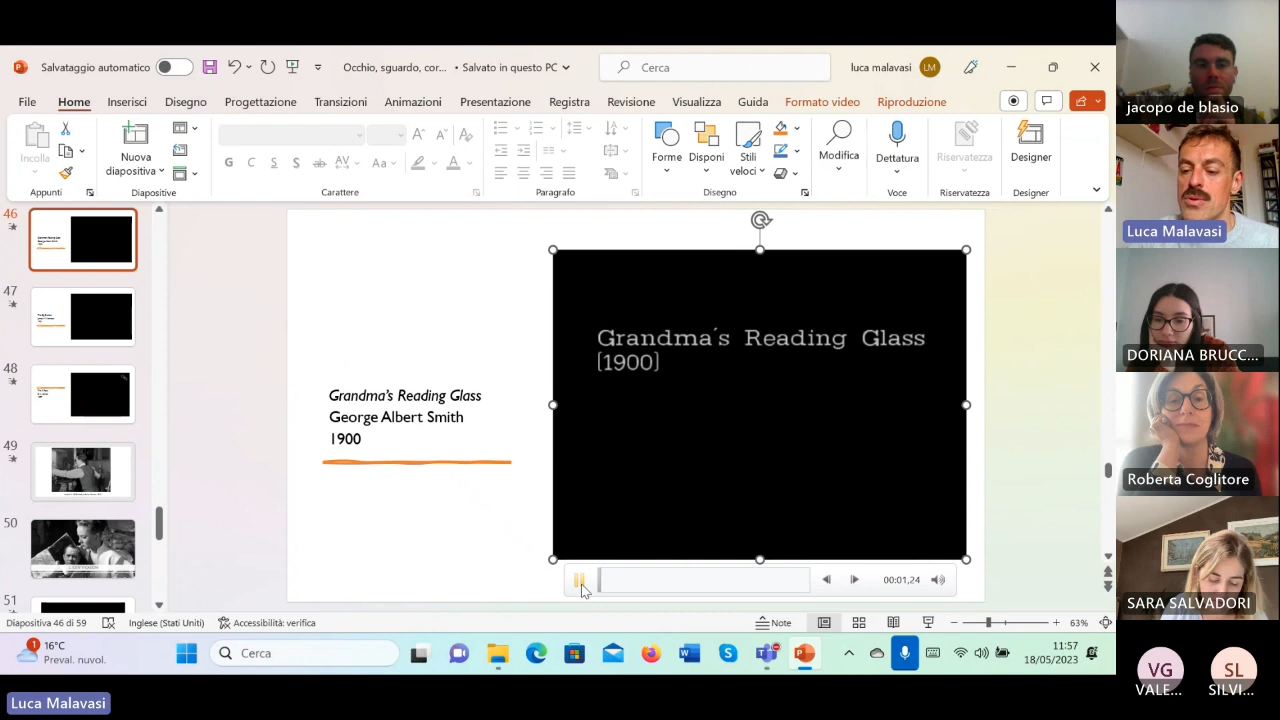 Salvataggio automatico
Occhio, sguardo, cor... • Salvato in questo PC
Cerca
luca malavasi
LM
File
Home
Inserisci
Disegno
Progettazione
Transizioni
Animazioni
Presentazione
Registra
Revisione
Visualizza
Guida
Formato video
Riproduzione
Incolla
Nuova
diapositiva
Forme
Disponi
Stili
veloci
Modifica
Dettatura
Riservatezza
Designer
Appunti
Diapositive
Carattere
Paragrafo
Disegno
Voce
Riservatezza
Designer
46
47
48
49
50
51
Grandma's Reading Glass
George Albert Smith
1900
Grandma's Reading Glass
(1900)
00:01,24
Diapositiva 46 di 59
Inglese (Stati Uniti)
Accessibilità: verifica
Note
63%
1
16°C
Preval. nuvol
Cerca
11:57
18/05/2023
Luca Malavasi
jacopo de blasio
Luca Malavasi
DORIANA BRUCC...
Roberta Coglitore
SARA SALVADORI
VG
VALE...
SL
SILVI...